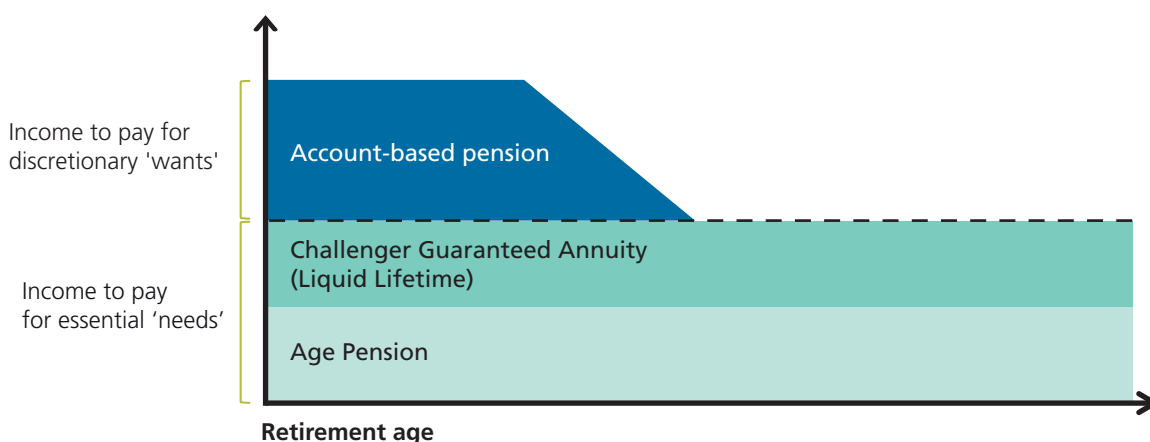 Income to pay for
discretionary 'wants'
Account-based pension
Challenger Guaranteed Annuity
(Liquid Lifetime)
Income to pay
for essential ‘needs’
Age Pension
Retirement age